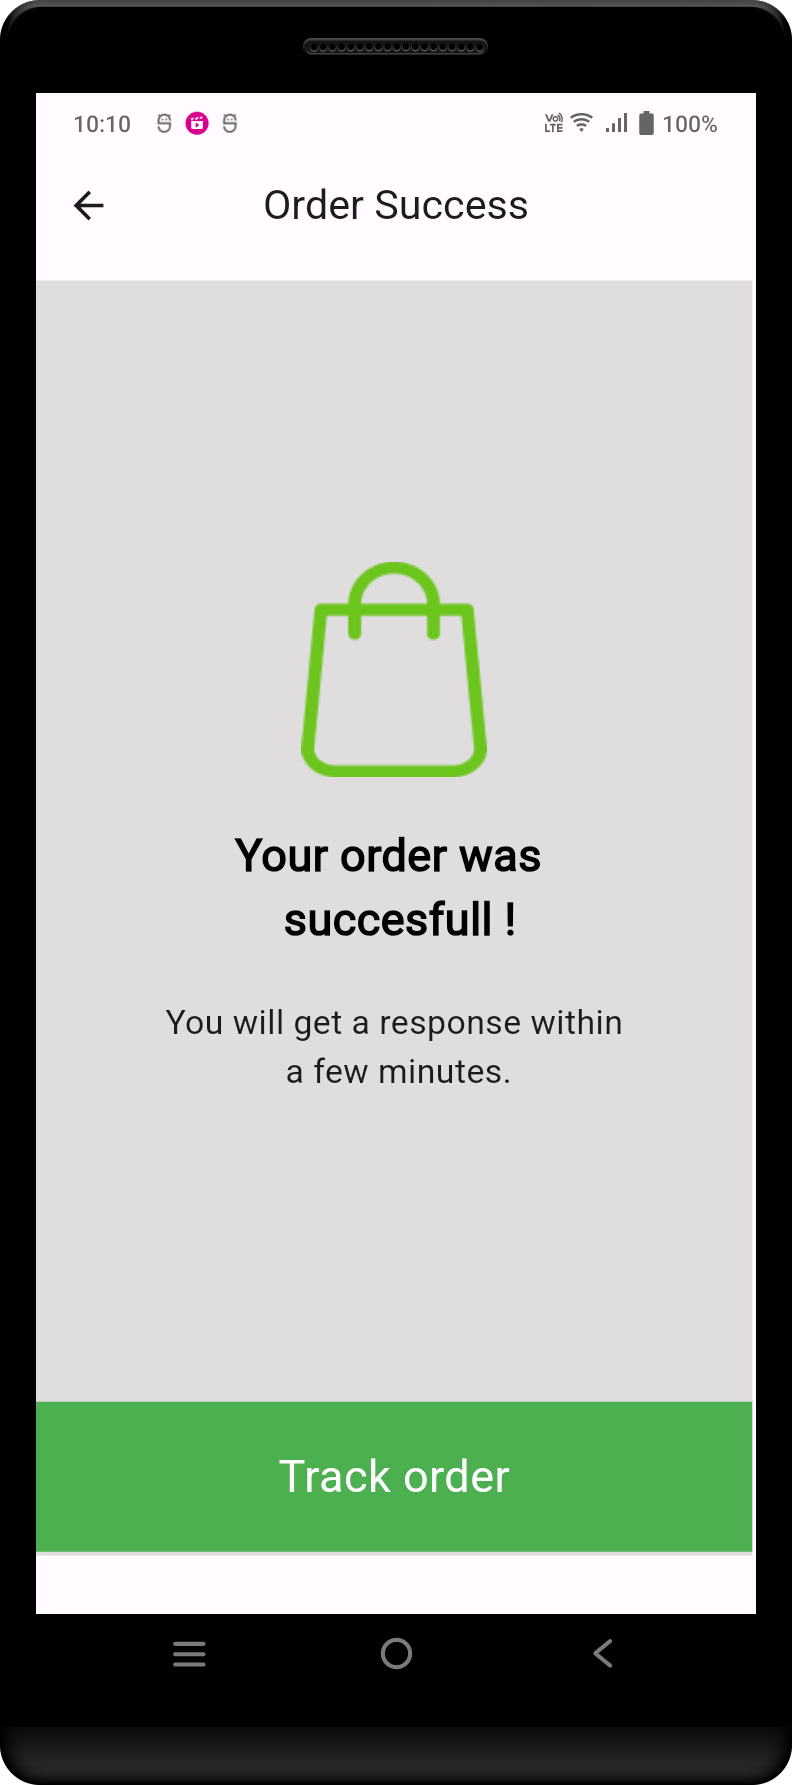 10:10 Vo) LTE 100%
Order Success
Your order was
succesfull !
You will get a response within
a few minutes.
Track order